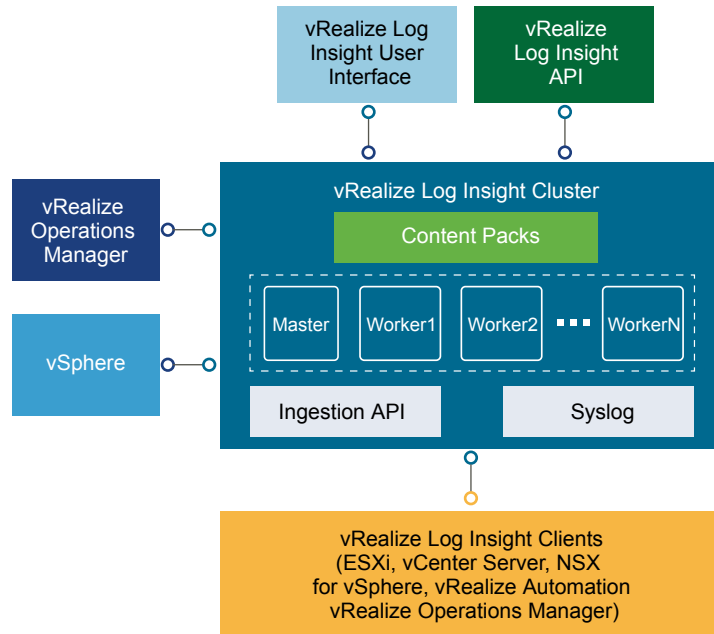 vRealize Log
Insight User
Interface
vRealize
Log Insight
API
vRealize
Operations
Manager
vSphere
vRealize Log Insight Cluster
Content Packs
Master
Worker1
Worker2
WorkerN
Ingestion API
Syslog
vRealize Log Insight Clients
(ESXi, vCenter Server, NSX
for vSphere, vRealize Automation
vRealize Operations Manager)